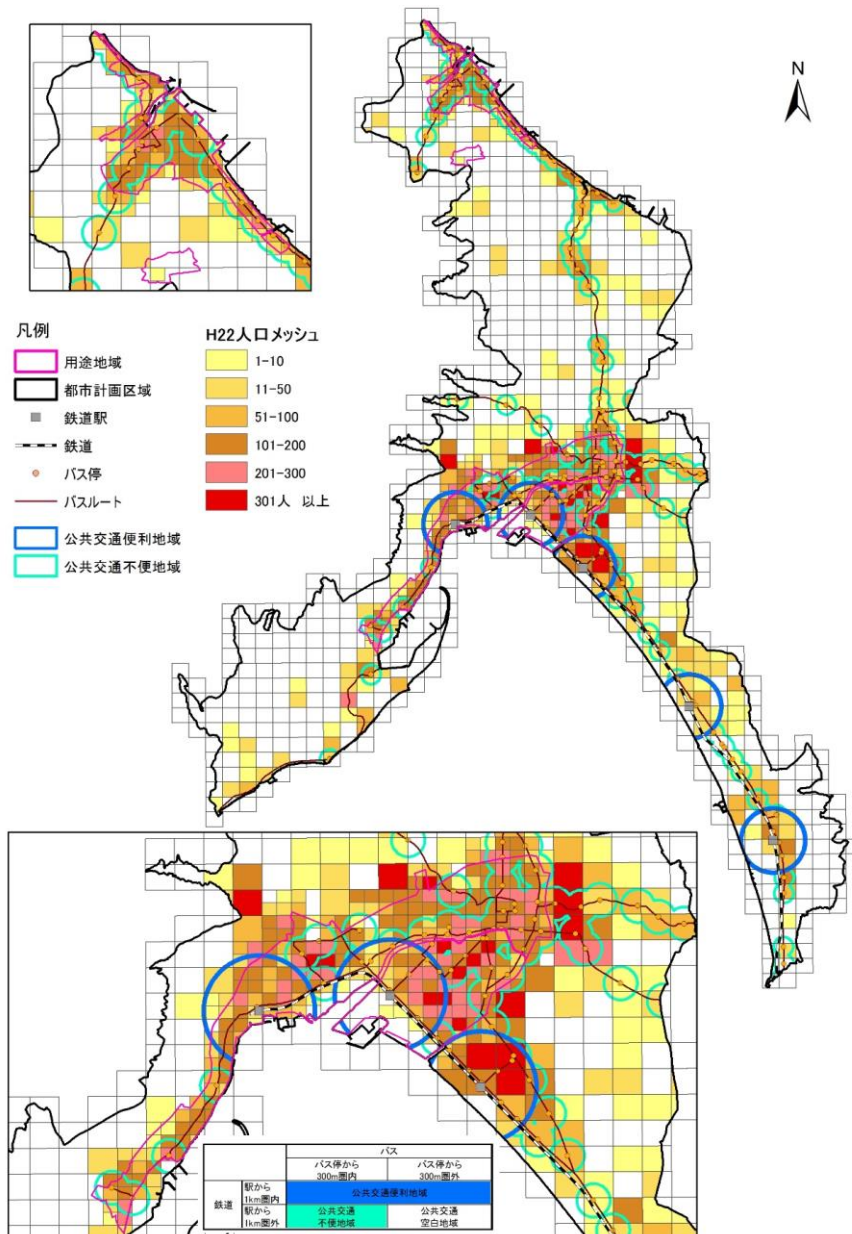 N
凡例
用途地域
都市計画区域
鉄道駅
鉄道
バス停
バスルート
公共交通便利地域
公共交通不便地域
H22人口メッシュ
1-10
11-50
51-100
101-200
201-300
301人 以上
バス
バス停から
300m圏内
バス停から
300m圏外
鉄道
駅から
1km圏内
公共交通便利地域
駅から
1km圏外
公共交通
不便地域
公共交通
空白地域